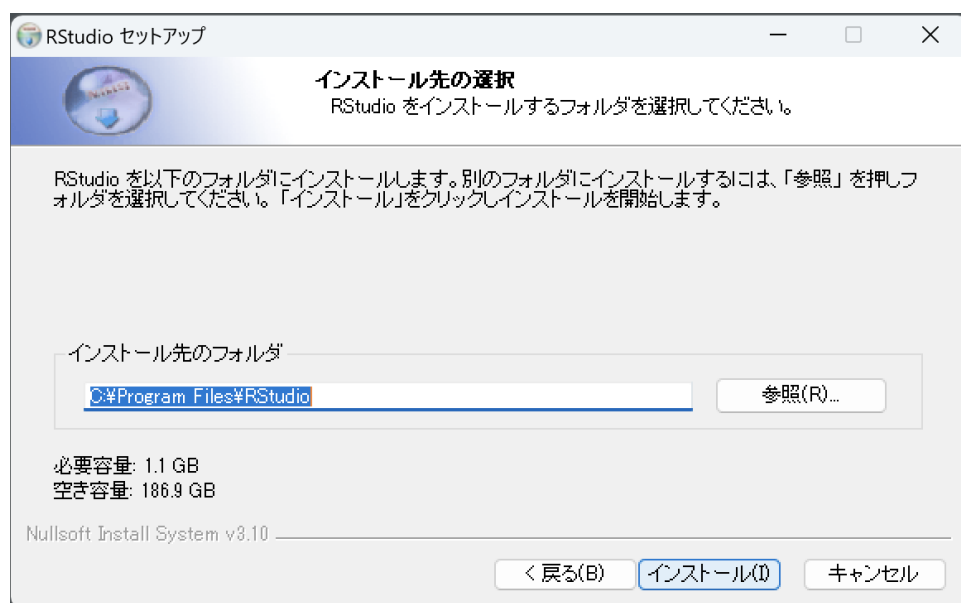 RStudio セットアップ
インストール先の選択
RStudio をインストールするフォルダを選択してください。
RStudio を以下のフォルダにインストールします。別のフォルダにインストールするには、「参照」 を押しフ
ォルダを選択してください。 「インストール」をクリックしインストールを開始します。
インストール先のフォルダ
C:¥Program Files¥RStudio
参照(R)...
必要容量: 1.1 GB
空き容量: 186.9 GB
Nullsoft Install System v3.10
< 戻る(B)
インストール(I)
キャンセル